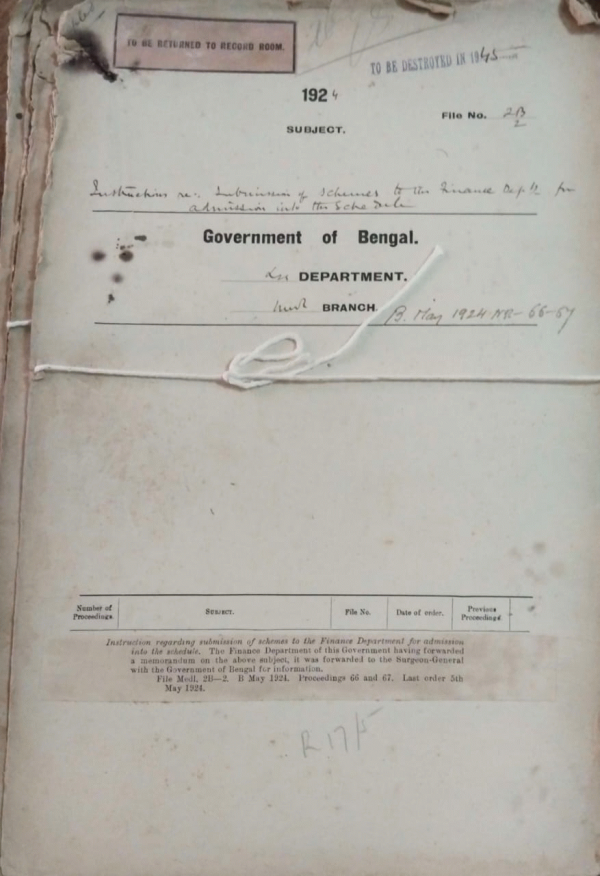 TO BE RETURNED TO RECORD ROOM.
TO BE DESTROYED IN 1945
1924
File No. 2B/2
SUBJECT.
Instructions re:. Submission of Schemes to the Finance Dep.tt for
admission into the Schedule
Government of Bengal.
DEPARTMENT.
BRANCH.
B. May 1924 Nos- 66-67
Number of Proceedings
SUBJECT.
File No.
Date of order.
Previous Proceedings
Instruction regarding submission of schemes to the Finance Department for admission
into the schedule. The Finance Department of this Government having forwarded
a memorandum on the above subject, it was forwarded to the Surgeon-General
with the Government of Bengal for information.
File Medl. 2B—2. B May 1924. Proceedings 66 and 67. Last order 5th
May 1924.
R 17/5